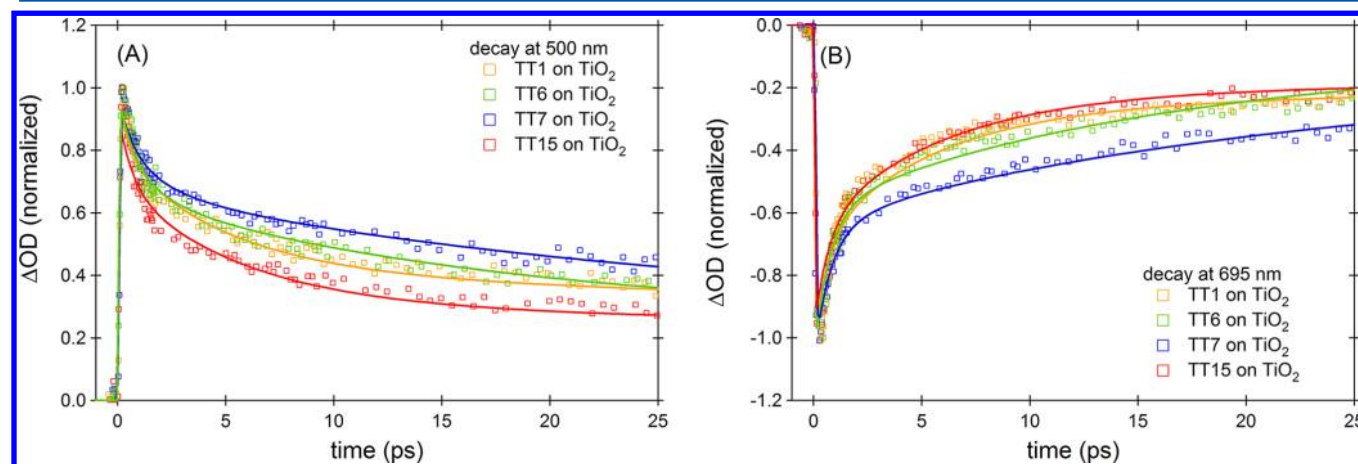 (A)
decay at 500 nm
TT1 on TiO2
TT6 on TiO2
TT7 on TiO2
TT15 on TiO2
1.2
1.0
0.8
0.6
0.4
0.2
0.0
0 5 10 15 20 25
time (ps)
ΔOD (normalized)
(B)
decay at 695 nm
TT1 on TiO2
TT6 on TiO2
TT7 on TiO2
TT15 on TiO2
0.0
-0.2
-0.4
-0.6
-0.8
-1.0
-1.2
0 5 10 15 20 25
time (ps)
ΔOD (normalized)